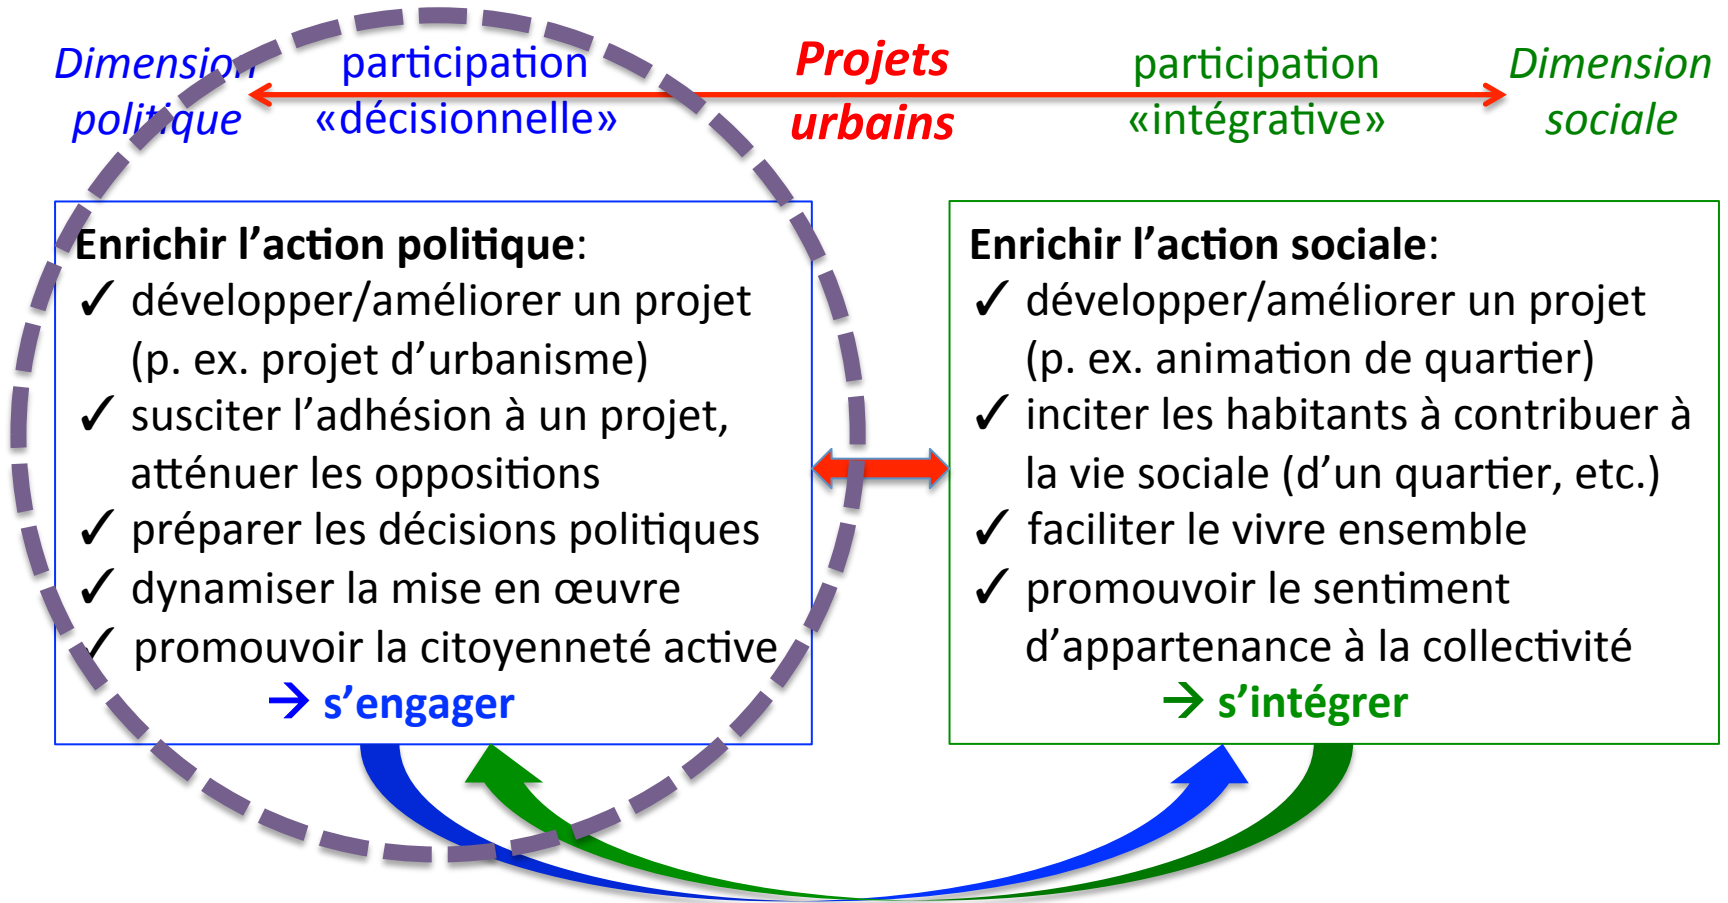 Dimension
politique
participation
«décisionnelle»
Projets
urbains
participation
«intégrative»
Dimension
sociale
Enrichir l’action politique:
✓ développer/améliorer un projet
(p. ex. projet d’urbanisme)
✓ susciter l’adhésion à un projet,
atténuer les oppositions
✓ préparer les décisions politiques
✓ dynamiser la mise en œuvre
✓ promouvoir la citoyenneté active
→ s’engager
Enrichir l’action sociale:
✓ développer/améliorer un projet
(p. ex. animation de quartier)
✓ inciter les habitants à contribuer à
la vie sociale (d’un quartier, etc.)
✓ faciliter le vivre ensemble
✓ promouvoir le sentiment
d’appartenance à la collectivité
→ s’intégrer